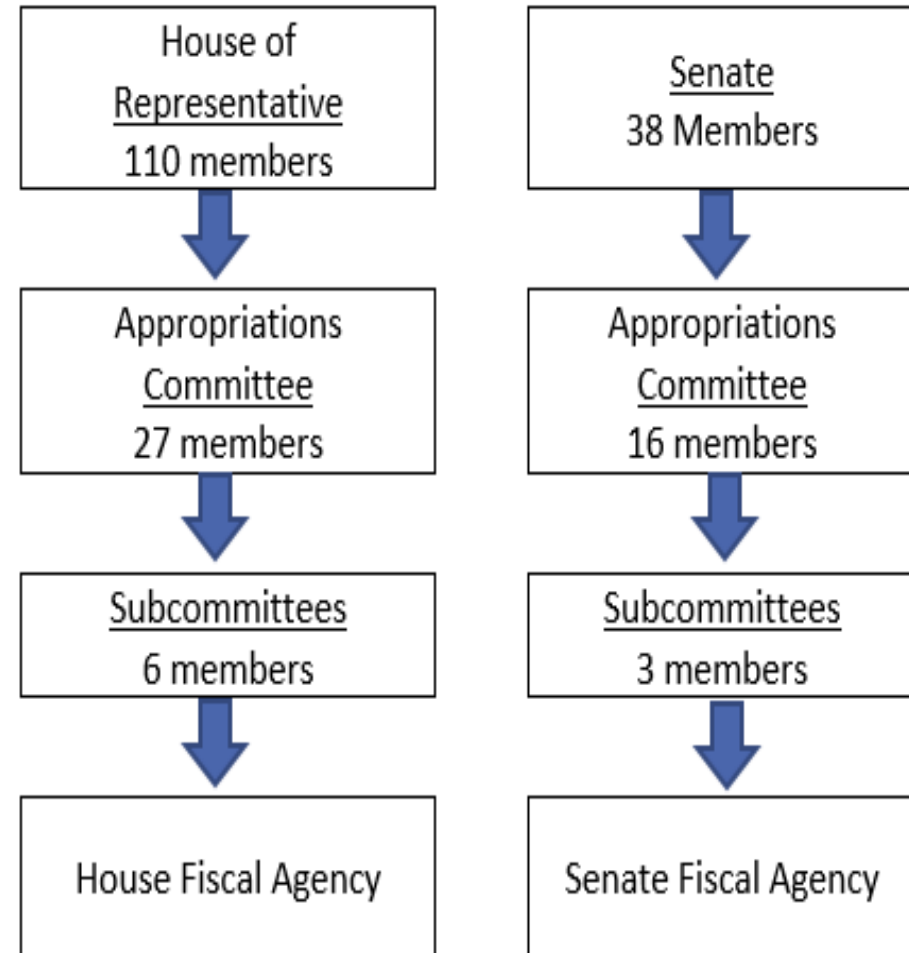 House of
Representative
110 members
Appropriations
Committee
27 members
Subcommittees
6 members
House Fiscal Agency
Senate
38 Members
Appropriations
Committee
16 members
Subcommittees
3 members
Senate Fiscal Agency